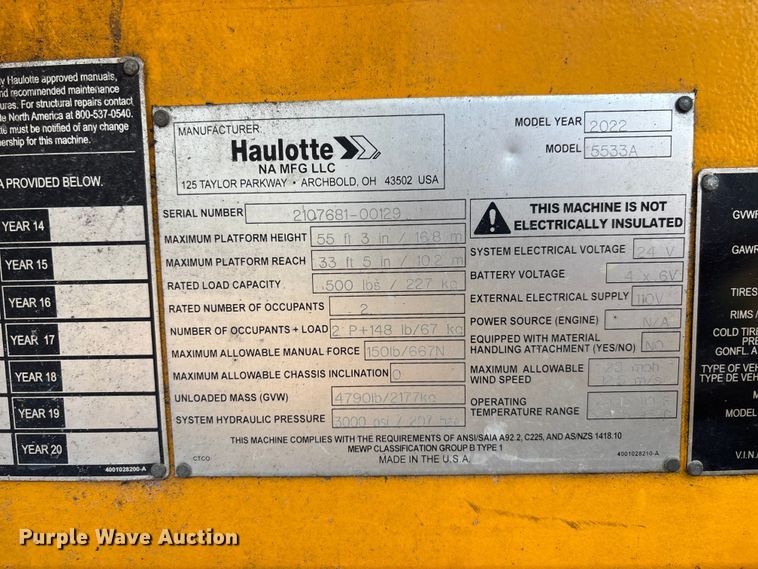 y Haulotte approved manuals,
nd recommended maintenance
ures. For structural repairs contact
te North America at 800-537-0540.
tte must be notified of any change
nership for this machine.
A PROVIDED BELOW.
YEAR 14
YEAR 15
YEAR 16
YEAR 17
YEAR 18
YEAR 19
YEAR 20
4001028200-A
MANUFACTURER
Haulotte
NA MFG LLC
125 TAYLOR PARKWAY • ARCHBOLD, OH 43502 USA
MODEL YEAR 2022
MODEL 5533A
SERIAL NUMBER 2107681-00129
MAXIMUM PLATFORM HEIGHT 55 ft 3 in / 16.8 m
MAXIMUM PLATFORM REACH 33 ft 5 in / 10.2 m
RATED LOAD CAPACITY 500 lbs / 227 kg
RATED NUMBER OF OCCUPANTS 2
NUMBER OF OCCUPANTS + LOAD 2 P+148 lb/67 kg
MAXIMUM ALLOWABLE MANUAL FORCE 150lb/667N
MAXIMUM ALLOWABLE CHASSIS INCLINATION 0
UNLOADED MASS (GVW) 4790lb/2177kg
SYSTEM HYDRAULIC PRESSURE 3000 psi / 207
THIS MACHINE IS NOT
ELECTRICALLY INSULATED
SYSTEM ELECTRICAL VOLTAGE 24 V
BATTERY VOLTAGE 4 x 6V
EXTERNAL ELECTRICAL SUPPLY 110V
POWER SOURCE (ENGINE) N/A
EQUIPPED WITH MATERIAL
HANDLING ATTACHMENT (YES/NO) NO
MAXIMUM ALLOWABLE
WIND SPEED
OPERATING
TEMPERATURE RANGE
THIS MACHINE COMPLIES WITH THE REQUIREMENTS OF ANSI/SAIA A92.2, C225, AND AS/NZS 1418.10
MEWP CLASSIFICATION GROUP B TYPE 1
CTCO
MADE IN THE U.S.A.
4001028210-A
GVWR
GAWR
TIRES
RIMS /
COLD TIRE
PRE
GONFL. A
TYPE OF VEH
TYPE DE VEH
M
MODEL
V.I.N
Purple Wave Auction